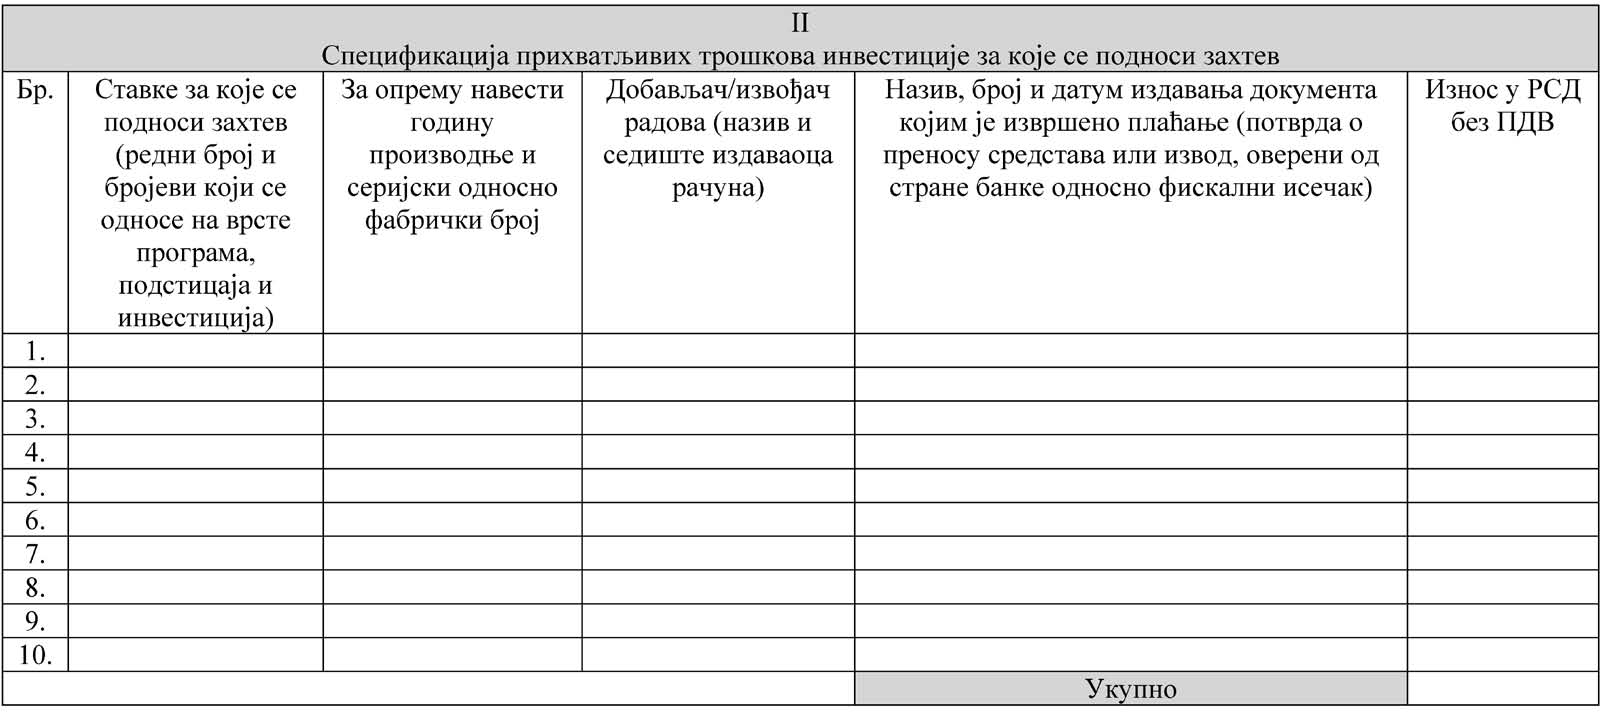 II
Спецификација прихватљивих трошкова инвестиције за које се подноси захтев
Бр.
Ставке за које се
подноси захтев
(редни број и
бројеви који се
односе на врсте
програма,
подстицаја и
инвестиција)
За опрему навести
годину
производње и
серијски односно
фабрички број
Добављач/извођач
радова (назив и
седиште издаваоца
рачуна)
Назив, број и датум издавања документа
којим је извршено плаћање (потврда о
преносу средстава или извод, оверени од
стране банке односно фискални исечак)
Износ у РСД
без ПДВ
1.
2.
3.
4.
5.
6.
7.
8.
9.
10.
Укупно